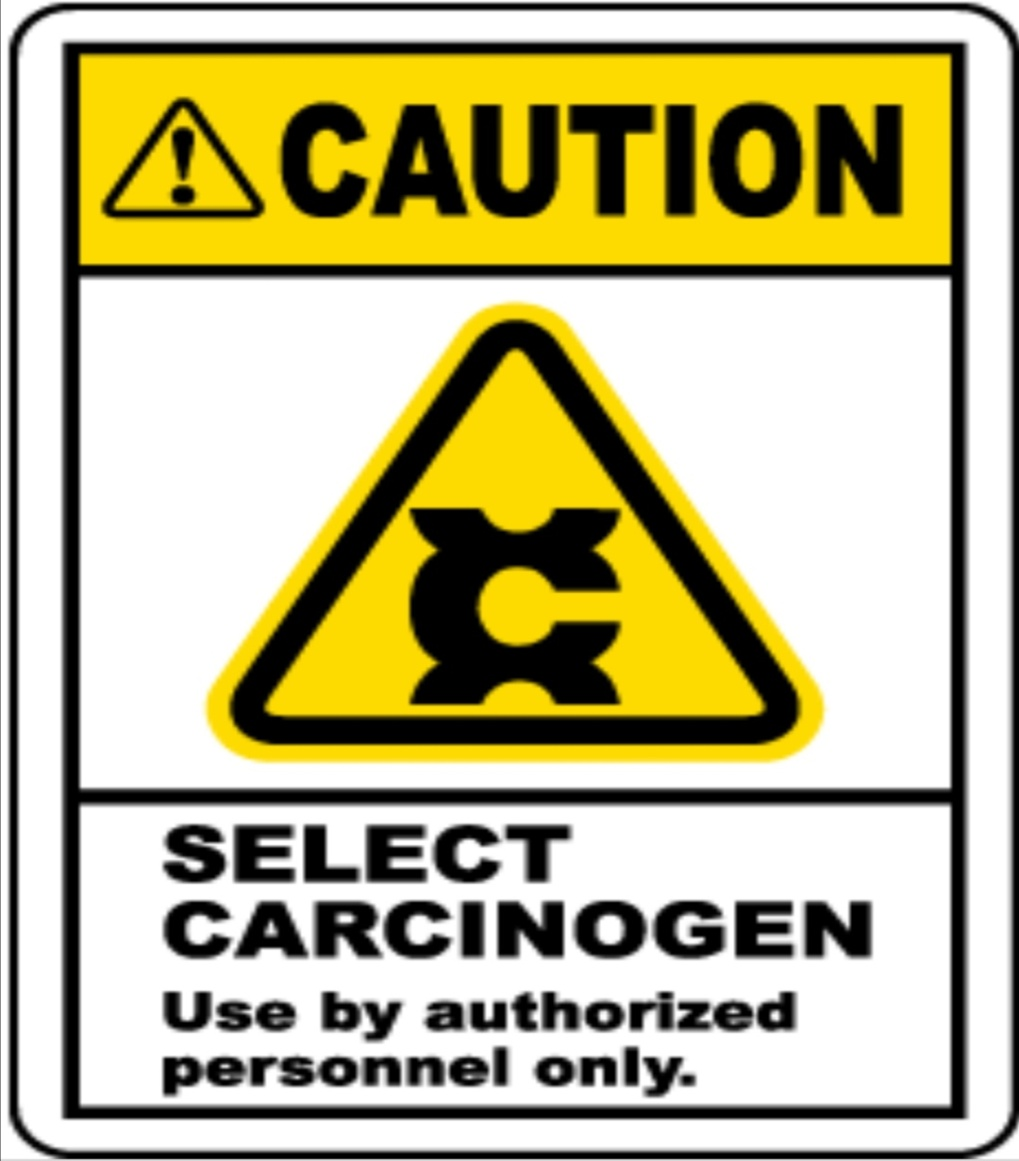 CAUTION
SELECT
CARCINOGEN
Use by authorized
personnel only.